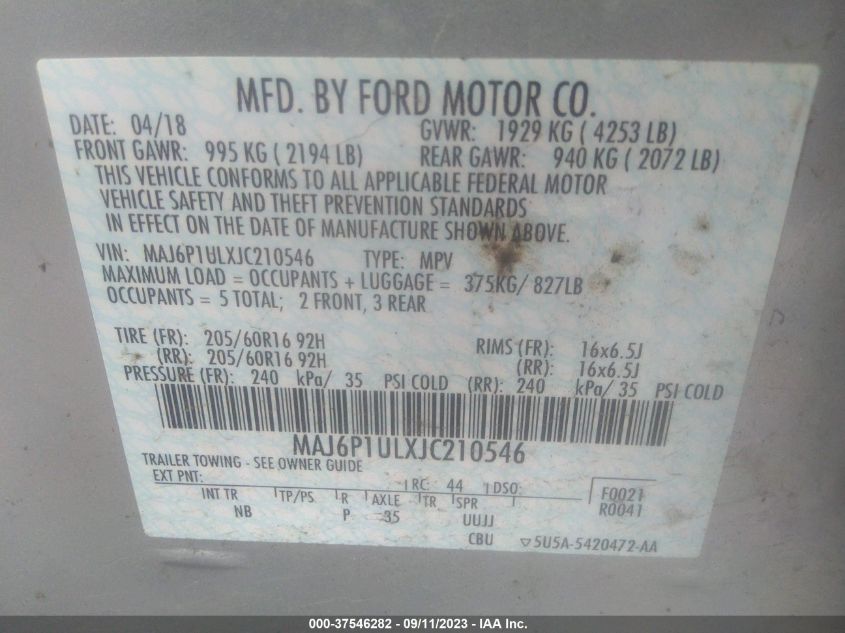 MFD. BY FORD MOTOR CO.
DATE: 04/18 GVWR: 1929 KG ( 4253 LB)
FRONT GAWR: 995 KG ( 2194 LB) REAR GAWR: 940 KG ( 2072 LB)
THIS VEHICLE CONFORMS TO ALL APPLICABLE FEDERAL MOTOR
VEHICLE SAFETY AND THEFT PREVENTION STANDARDS
IN EFFECT ON THE DATE OF MANUFACTURE SHOWN ABOVE.
VIN: MAJ6P1ULXJC210546 TYPE: MPV
MAXIMUM LOAD = OCCUPANTS + LUGGAGE = 375KG/ 827LB
OCCUPANTS = 5 TOTAL; 2 FRONT, 3 REAR
TIRE (FR): 205/60R16 92H RIMS (FR): 16x6.5J
(RR): 205/60R16 92H (RR): 16x6.5J
PRESSURE (FR): 240 kPa/ 35 PSI COLD (RR): 240 kPa/ 35 PSI COLD
MAJ6P1ULXJC210546
TRAILER TOWING - SEE OWNER GUIDE
EXT PNT: RC: 44 DSO: F0021
INT TR TP/PS R AXLE TR SPR R0041
NB P 35 UUJJ
CBU ▽5U5A-5420472-AA
000-37546282 - 09/11/2023 - IAA Inc.